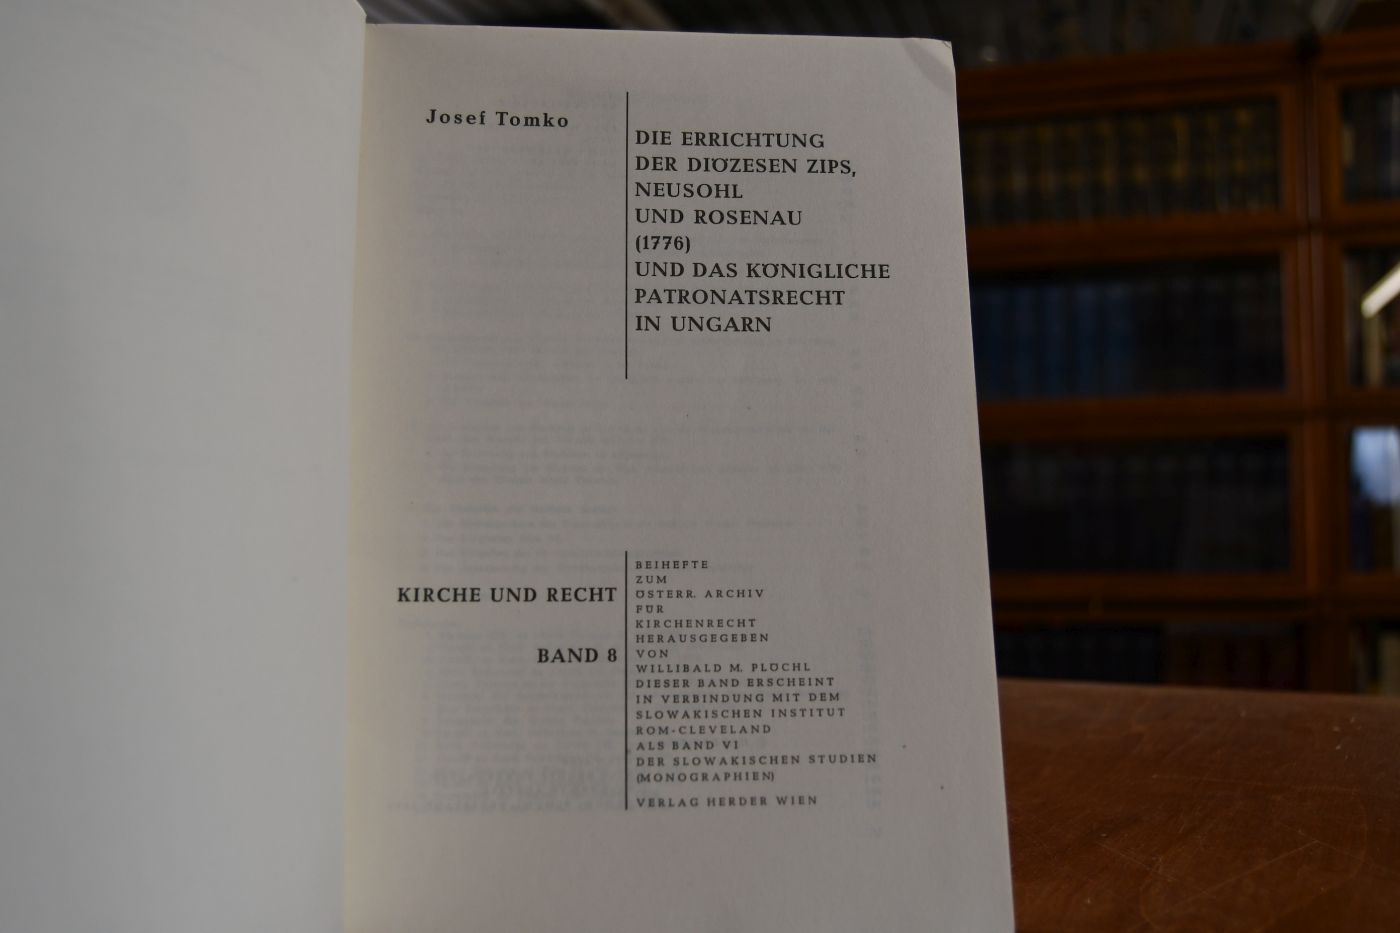 Josef Tomko
DIE ERRICHTUNG
DER DIÖZESEN ZIPS,
NEUSOHL
UND ROSENAU
(1776)
UND DAS KÖNIGLICHE
PATRONATSRECHT
IN UNGARN
KIRCHE UND RECHT
BAND 8
BEIHEFTE
ZUM
ÖSTERR. ARCHIV
FÜR
KIRCHENRECHT
HERAUSGEGEBEN
VON
WILLIBALD M. PLÖCHL
DIESER BAND ERSCHEINT
IN VERBINDUNG MIT DEM
SLOWAKISCHEN INSTITUT
ROM-CLEVELAND
ALS BAND VI
DER SLOWAKISCHEN STUDIEN
(MONOGRAPHIEN)
VERLAG HERDER WIEN